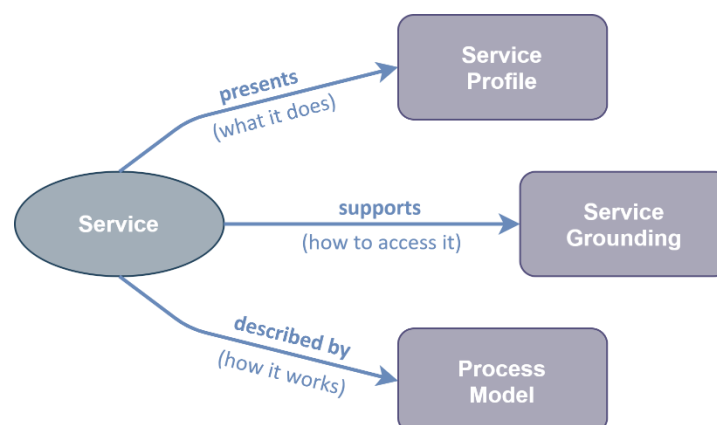 Service
Profile
presents
(what it does)
Service
supports
(how to access it)
Service
Grounding
described by
(how it works)
Process
Model